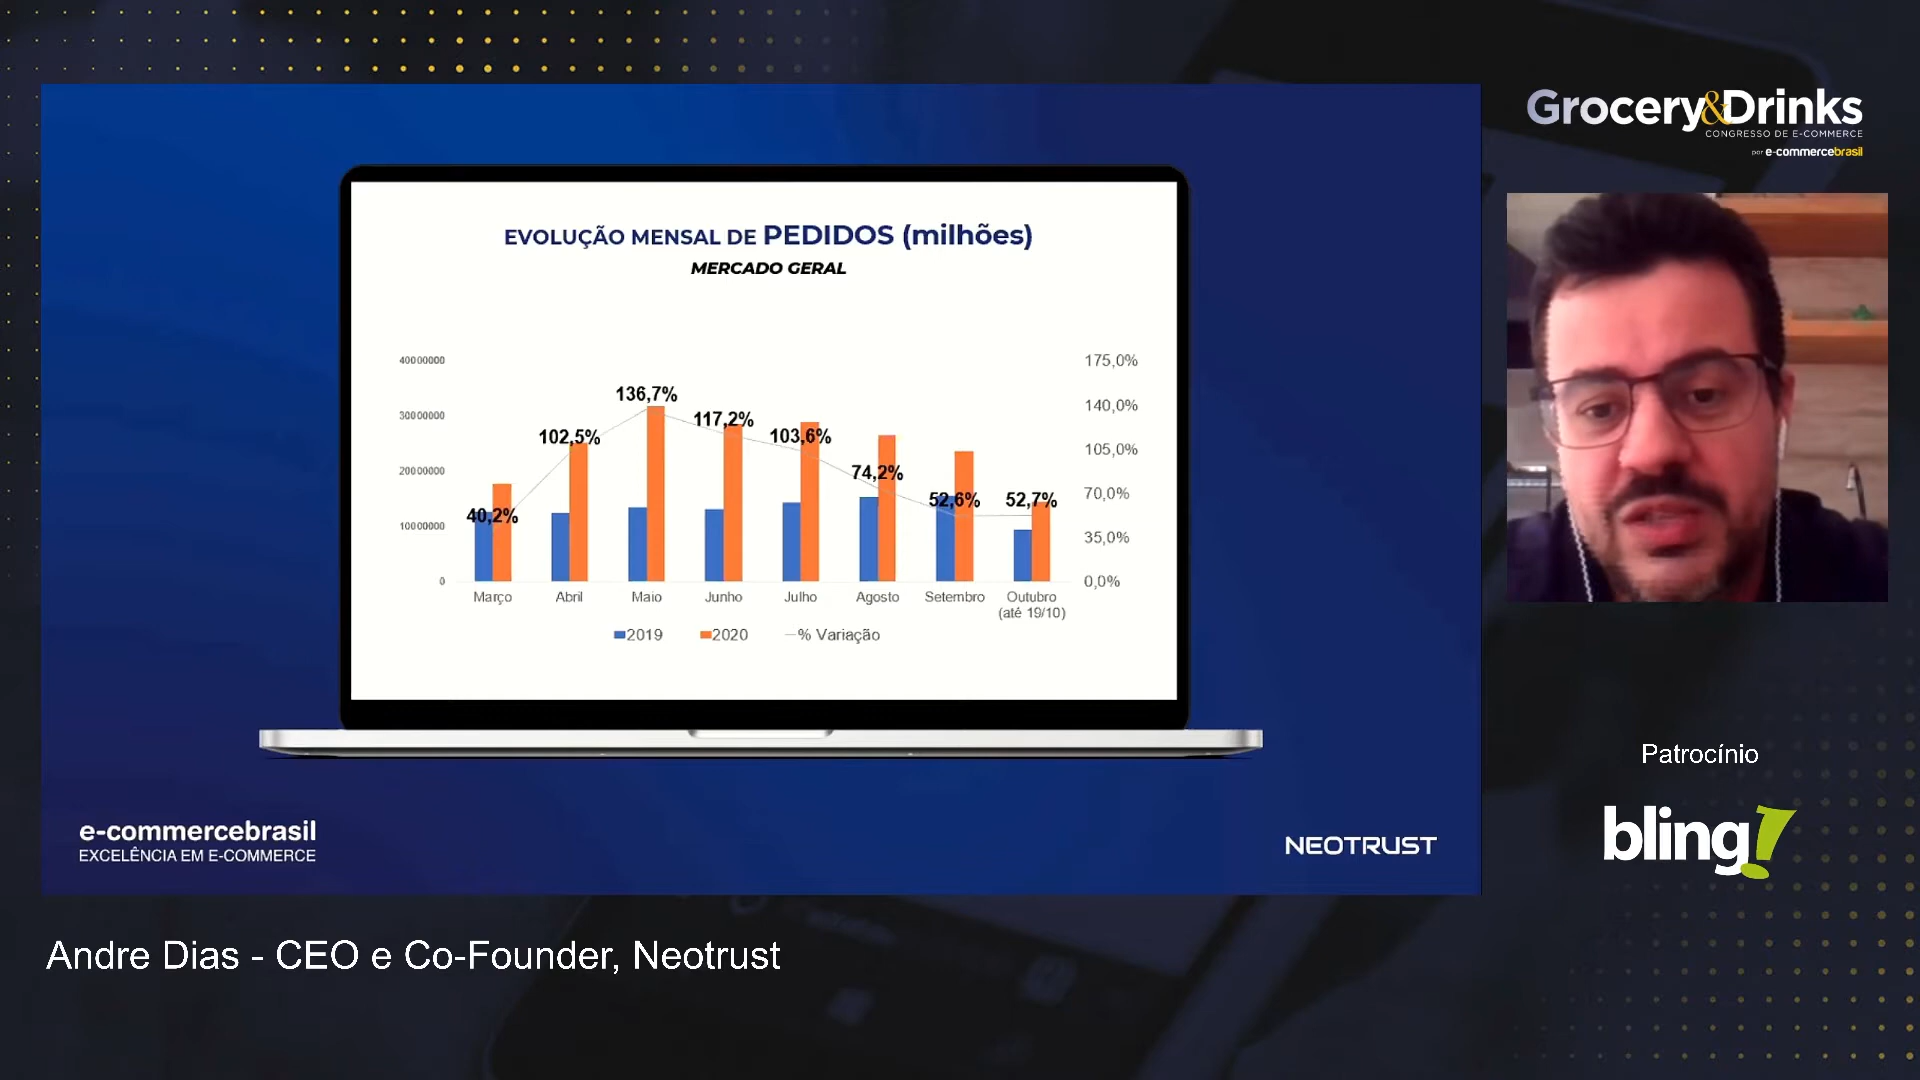 Grocery&Drinks
CONGRESSO DE E-COMMERCE
por e-commercebrasil
EVOLUÇÃO MENSAL DE PEDIDOS (milhões)
MERCADO GERAL
40000000
30000000
20000000
10000000
0
175,0%
140,0%
105,0%
70,0%
35,0%
0,0%
40,2%
102,5%
136,7%
117,2%
103,6%
74,2%
52,6%
52,7%
Março Abril Maio Junho Julho Agosto Setembro Outubro
(até 19/10)
2019 2020 % Variação
e-commercebrasil
EXCELÊNCIA EM E-COMMERCE
NEOTRUST
Patrocínio
bling!
Andre Dias - CEO e Co-Founder, Neotrust